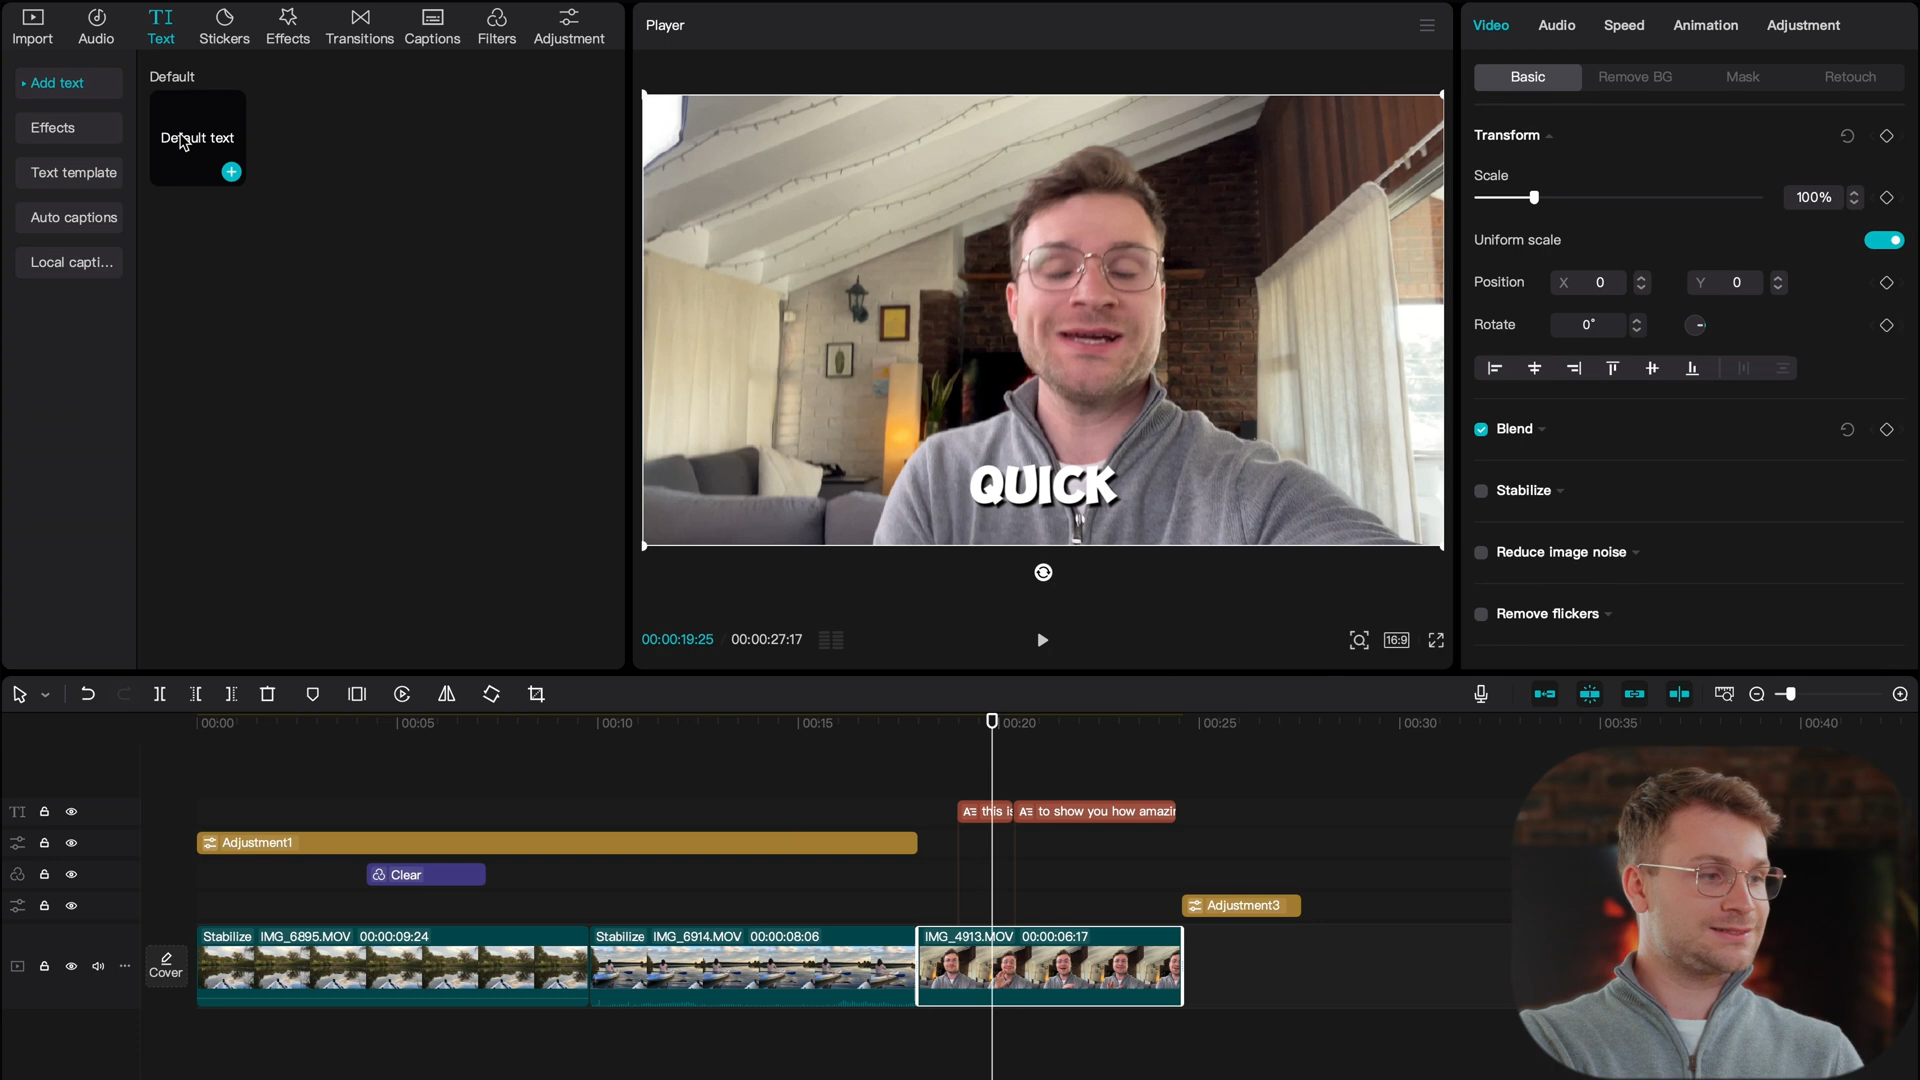 Import
Audio
TI
Text
Stickers
Effects
Transitions
Captions
Filters
Adjustment
Add text
Effects
Text template
Auto captions
Local capti...
Default
Default text
Player
QUICK
00:00:19:25 / 00:00:27:17
16:9
Video
Audio
Speed
Animation
Adjustment
Basic
Remove BG
Mask
Retouch
Transform
Scale
100%
Uniform scale
Position
X 0
Y 0
Rotate
0°
Blend
Stabilize
Reduce image noise
Remove flickers
00:00
00:05
00:10
00:15
00:20
00:25
00:30
00:35
00:40
TI
this is
to show you how amazin
Adjustment1
Clear
Adjustment3
Cover
Stabilize IMG_6895.MOV 00:00:09:24
Stabilize IMG_6914.MOV 00:00:08:06
IMG_4913.MOV 00:00:06:17